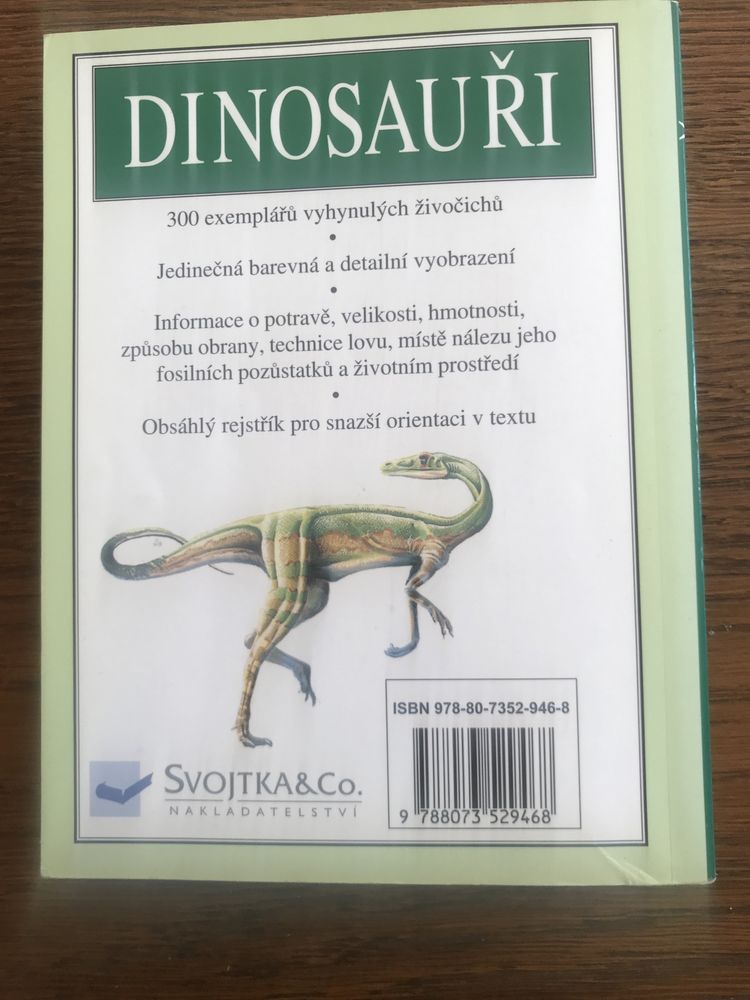 DINOSAUŘI
300 exemplářů vyhynulých živočichů
•
Jedinečná barevná a detailní vyobrazení
•
Informace o potravě, velikosti, hmotnosti,
způsobu obrany, technice lovu, místě nálezu jeho
fosilních pozůstatků a životním prostředí
•
Obsáhlý rejstřík pro snazší orientaci v textu
ISBN 978-80-7352-946-8
9 788073 529468
SVOJTKA&CO.
NAKLADATELSTVÍ